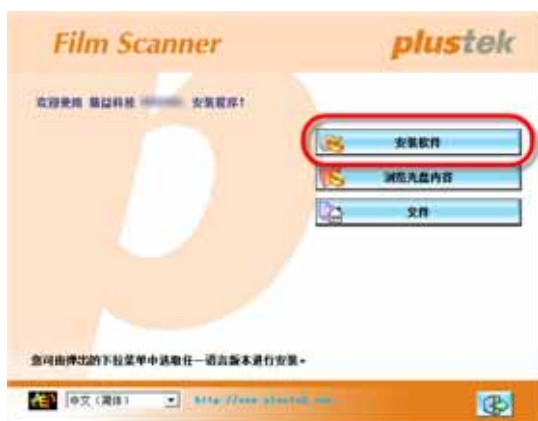 Film Scanner
plustek
欢迎使用 精益科技 安装程序!
安装软件
浏览光盘内容
文件
您可由弹出的下拉菜单中选取任一语言版本进行安装。
中文 (简体)
http://www.plustek.com